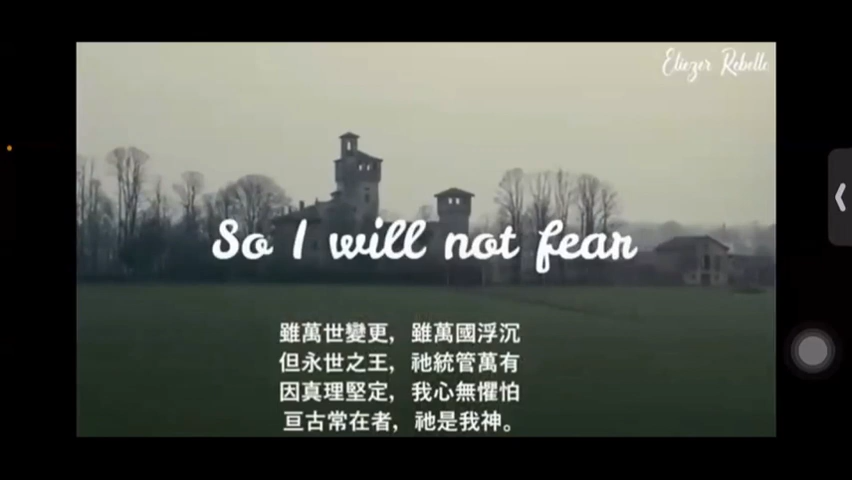 Eliezer Rebello
So I will not fear
雖萬世變更，雖萬國浮沉
但永世之王，祂統管萬有
因真理堅定，我心無懼怕
亘古常在者，祂是我神。